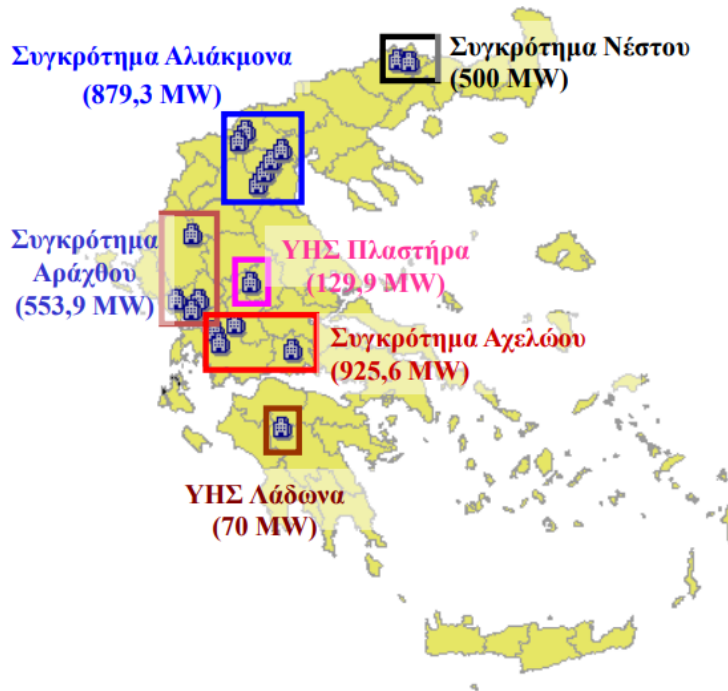 Συγκρότημα Νέστου
(500 MW)
Συγκρότημα Αλιάκμονα
(879,3 MW)
Συγκρότημα
Αράχθου
(553,9 MW)
ΥΗΣ Πλαστήρα
(129,9 MW)
Συγκρότημα Αχελώου
(925,6 MW)
ΥΗΣ Λάδωνα
(70 MW)